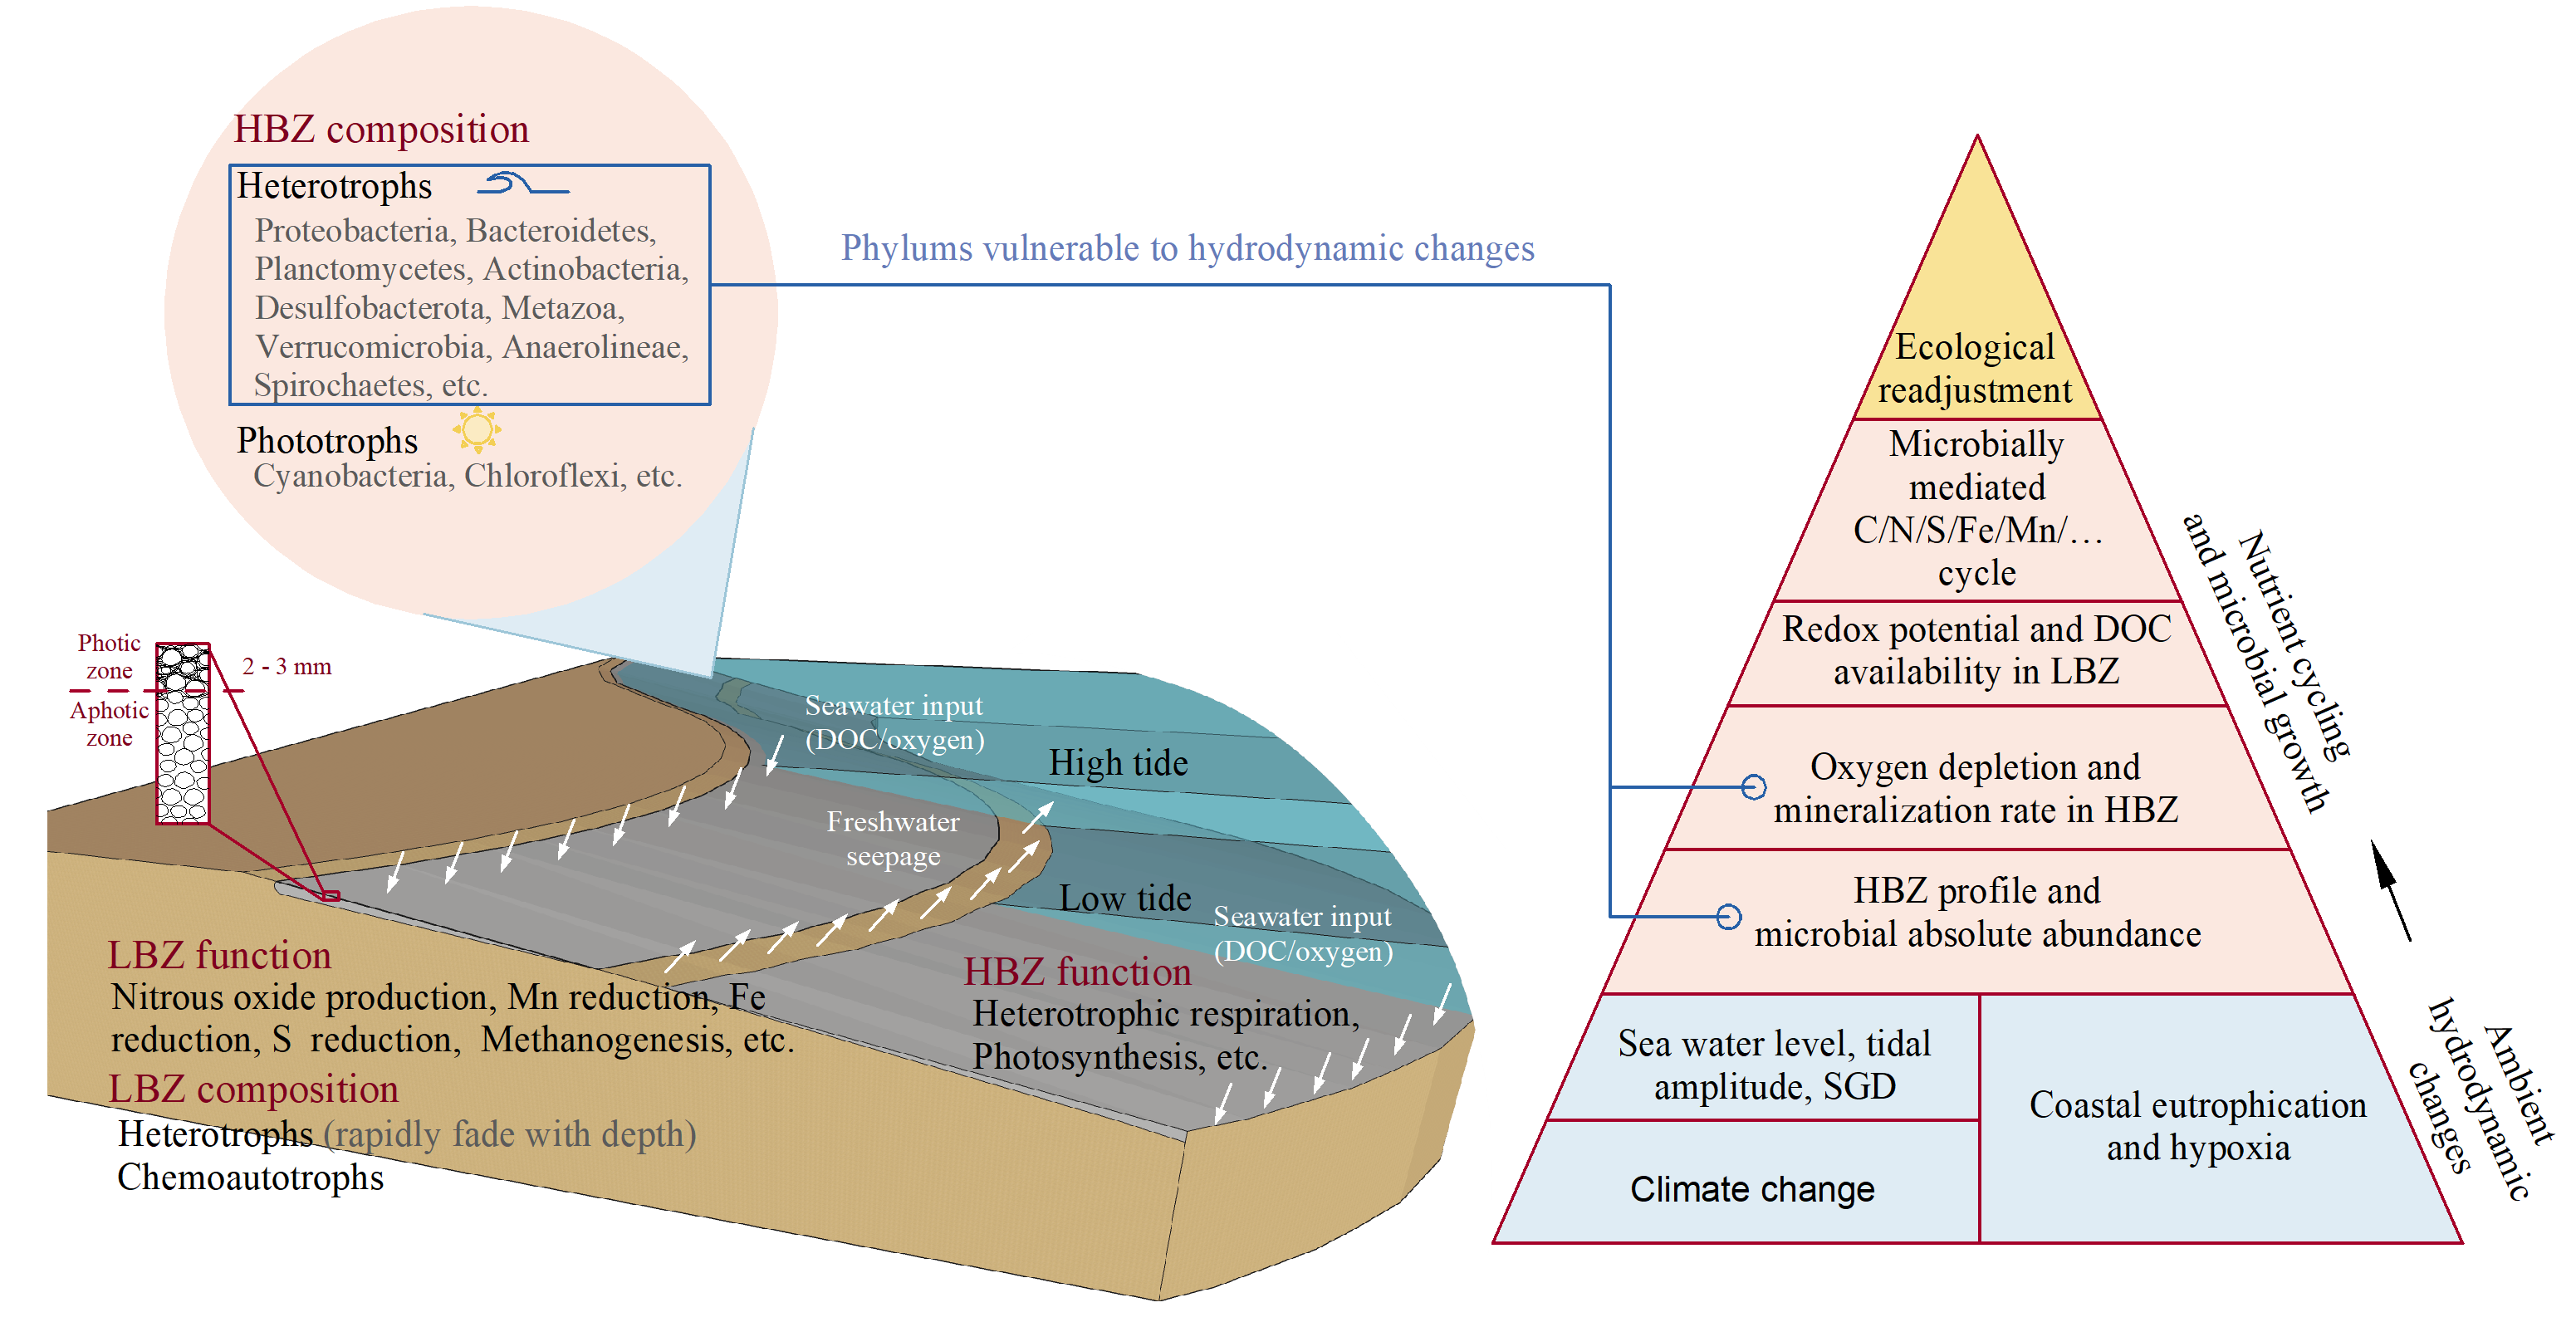 HBZ composition
Heterotrophs
Proteobacteria, Bacteroidetes,
Planctomycetes, Actinobacteria,
Desulfobacterota, Metazoa,
Verrucomicrobia, Anaerolineae,
Spirochaetes, etc.
Phototrophs
Cyanobacteria, Chloroflexi, etc.
Phylums vulnerable to hydrodynamic changes
Photic
zone
2 - 3 mm
Aphotic
zone
Seawater input
(DOC/oxygen)
High tide
Freshwater
seepage
Low tide
Seawater input
(DOC/oxygen)
LBZ function
Nitrous oxide production, Mn reduction, Fe
reduction, S reduction, Methanogenesis, etc.
LBZ composition
Heterotrophs (rapidly fade with depth)
Chemoautotrophs
HBZ function
Heterotrophic respiration,
Photosynthesis, etc.
Ecological
readjustment
Microbially
mediated
C/N/S/Fe/Mn/…
cycle
Redox potential and DOC
availability in LBZ
Oxygen depletion and
mineralization rate in HBZ
HBZ profile and
microbial absolute abundance
Sea water level, tidal
amplitude, SGD
Climate change
Coastal eutrophication
and hypoxia
Nutrient cycling
and microbial growth
Ambient
hydrodynamic
changes